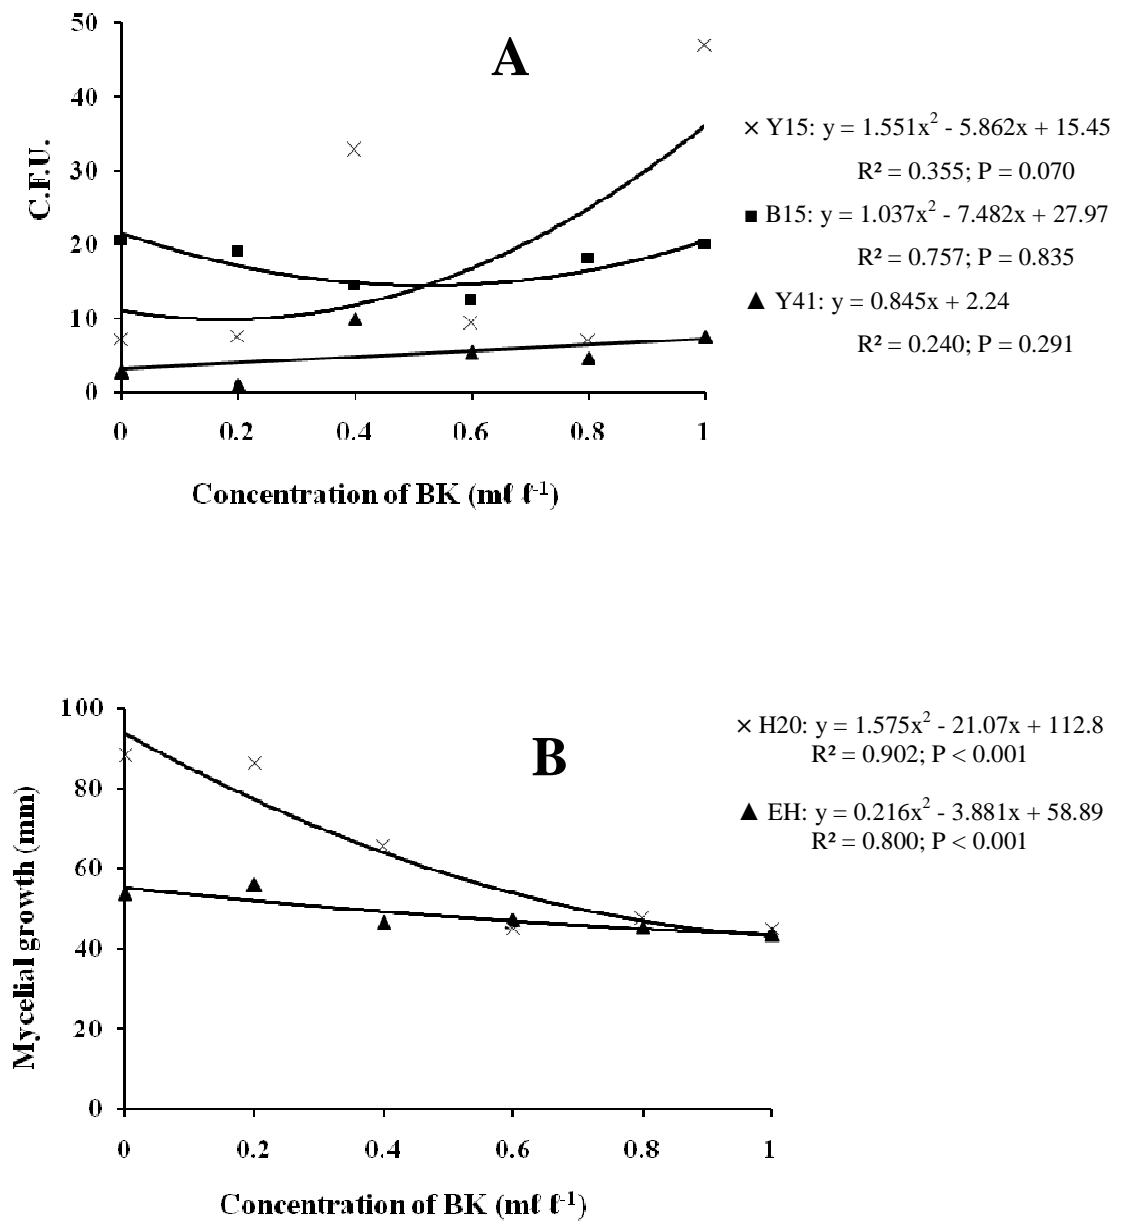 A
50
40
30
20
10
0
C.F.U.
0 0.2 0.4 0.6 0.8 1
Concentration of BK (mℓ ℓ⁻¹)
× Y15: y = 1.551x² - 5.862x + 15.45
R² = 0.355; P = 0.070
■ B15: y = 1.037x² - 7.482x + 27.97
R² = 0.757; P = 0.835
▲ Y41: y = 0.845x + 2.24
R² = 0.240; P = 0.291
B
100
80
60
40
20
0
Mycelial growth (mm)
0 0.2 0.4 0.6 0.8 1
Concentration of BK (mℓ ℓ⁻¹)
× H20: y = 1.575x² - 21.07x + 112.8
R² = 0.902; P < 0.001
▲ EH: y = 0.216x² - 3.881x + 58.89
R² = 0.800; P < 0.001